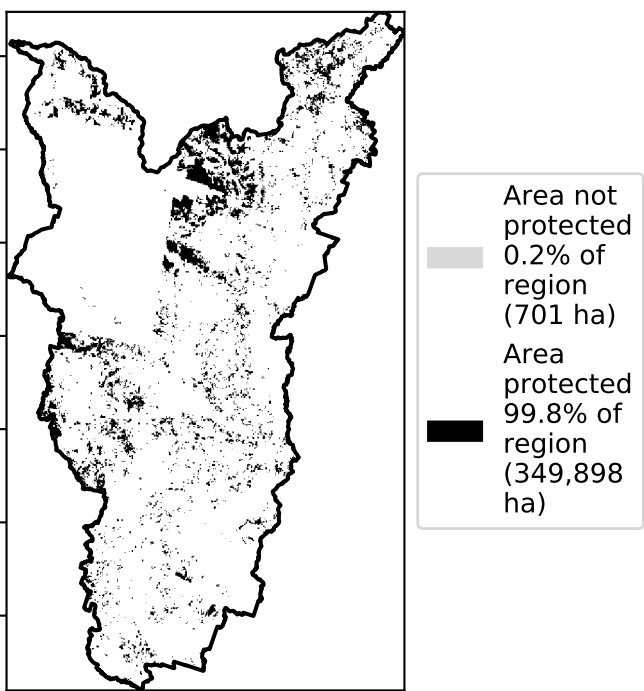 Area not
protected
0.2% of
region
(701 ha)
Area
protected
99.8% of
region
(349,898
ha)